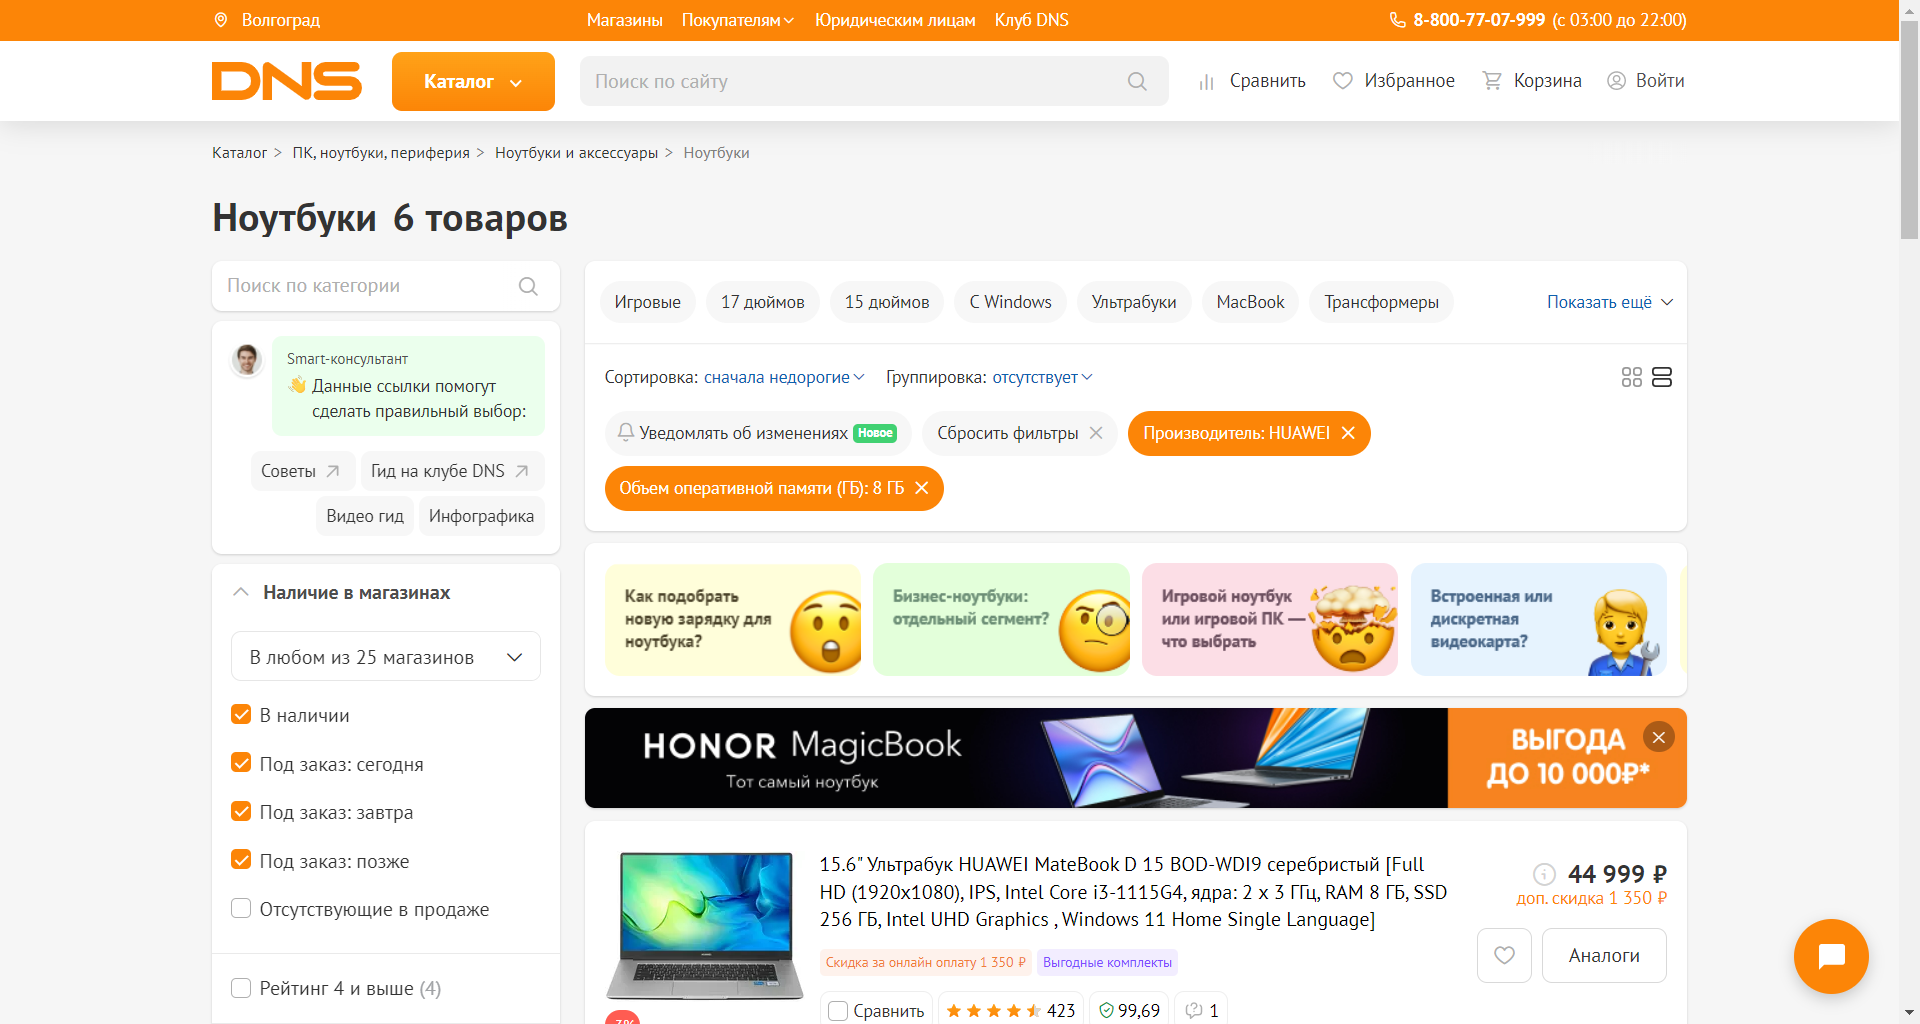 Волгоград
Магазины
Покупателям
Юридическим лицам
Клуб DNS
8-800-77-07-999 (с 03:00 до 22:00)
DNS
Каталог
Поиск по сайту
Сравнить
Избранное
Корзина
Войти
Каталог > ПК, ноутбуки, периферия > Ноутбуки и аксессуары > Ноутбуки
Ноутбуки 6 товаров
Поиск по категории
Smart-консультант
👋 Данные ссылки помогут
сделать правильный выбор:
Советы
Гид на клубе DNS
Видео гид
Инфографика
Наличие в магазинах
В любом из 25 магазинов
В наличии
Под заказ: сегодня
Под заказ: завтра
Под заказ: позже
Отсутствующие в продаже
Рейтинг 4 и выше (4)
Игровые
17 дюймов
15 дюймов
С Windows
Ультрабуки
MacBook
Трансформеры
Показать ещё
Сортировка: сначала недорогие
Группировка: отсутствует
Уведомлять об изменениях Новое
Сбросить фильтры
Производитель: HUAWEI
Объем оперативной памяти (ГБ): 8 ГБ
Как подобрать
новую зарядку для
ноутбука?
Бизнес-ноутбуки:
отдельный сегмент?
Игровой ноутбук
или игровой ПК —
что выбрать
Встроенная или
дискретная
видеокарта?
HONOR MagicBook
Тот самый ноутбук
ВЫГОДА
ДО 10 000₽*
15.6" Ультрабук HUAWEI MateBook D 15 BOD-WDI9 серебристый [Full
HD (1920x1080), IPS, Intel Core i3-1115G4, ядра: 2 х 3 ГГц, RAM 8 ГБ, SSD
256 ГБ, Intel UHD Graphics , Windows 11 Home Single Language]
Скидка за онлайн оплату 1 350 ₽
Выгодные комплекты
Сравнить
423
99,69
1
44 999 ₽
доп. скидка 1 350 ₽
Аналоги